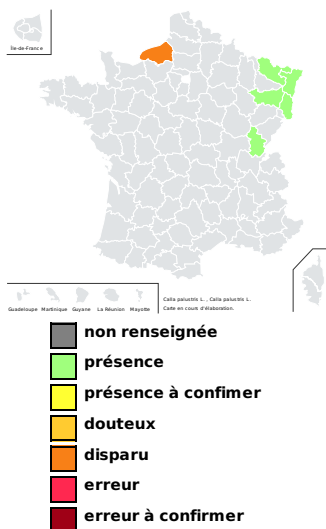 Île-de-France
Guadeloupe Martinique Guyane La Réunion Mayotte
Calla palustris L. , Calla palustris L.
Carte en court d'élaboration.
non renseignée
présence
présence à confimer
douteux
disparu
erreur
erreur à confirmer